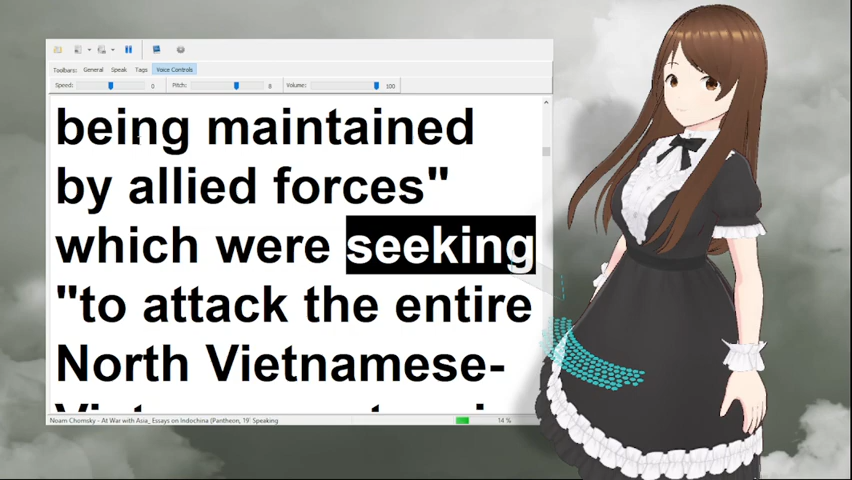 Toolbars: General Speak Tags Voice Controls
Speed: 0 Pitch: 8 Volume: 100
being maintained
by allied forces"
which were seeking
"to attack the entire
North Vietnamese-
Noam Chomsky - At War with Asia_ Essays on Indochina (Pantheon, 19' Speaking 14 %